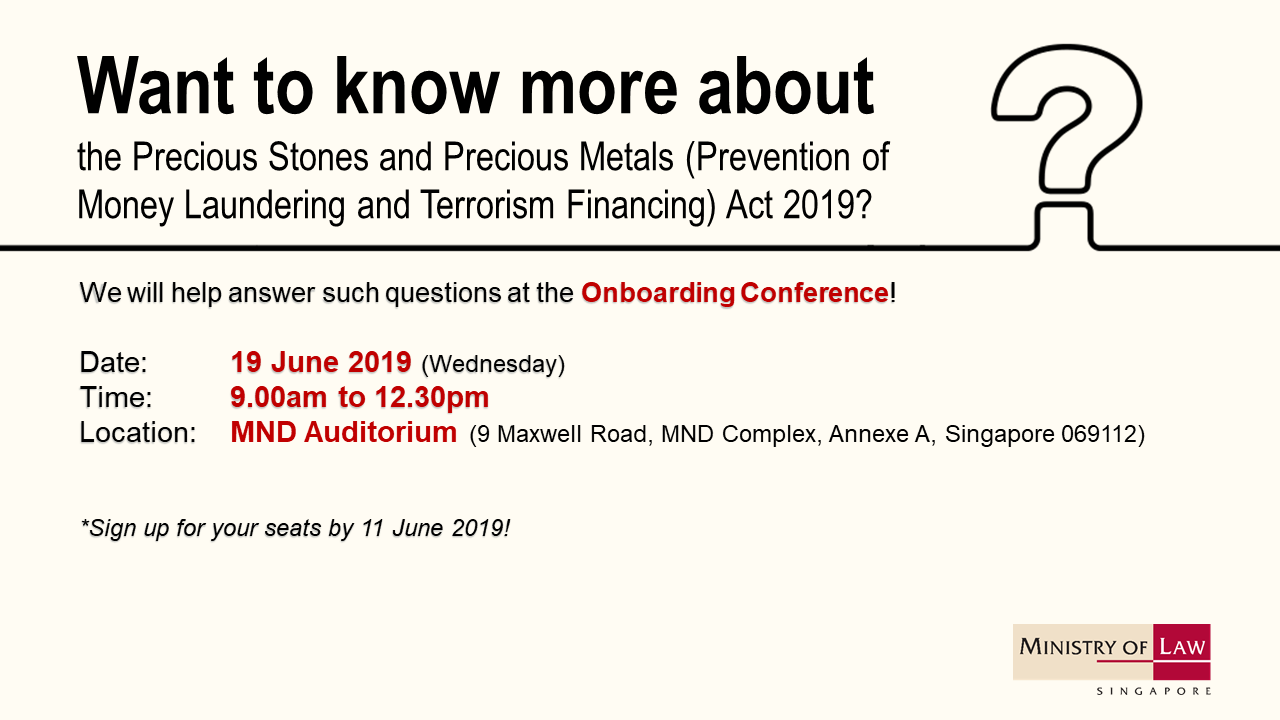 Want to know more about
the Precious Stones and Precious Metals (Prevention of
Money Laundering and Terrorism Financing) Act 2019?
We will help answer such questions at the Onboarding Conference!
Date: 19 June 2019 (Wednesday)
Time: 9.00am to 12.30pm
Location: MND Auditorium (9 Maxwell Road, MND Complex, Annexe A, Singapore 069112)
*Sign up for your seats by 11 June 2019!
MINISTRY OF LAW
SINGAPORE